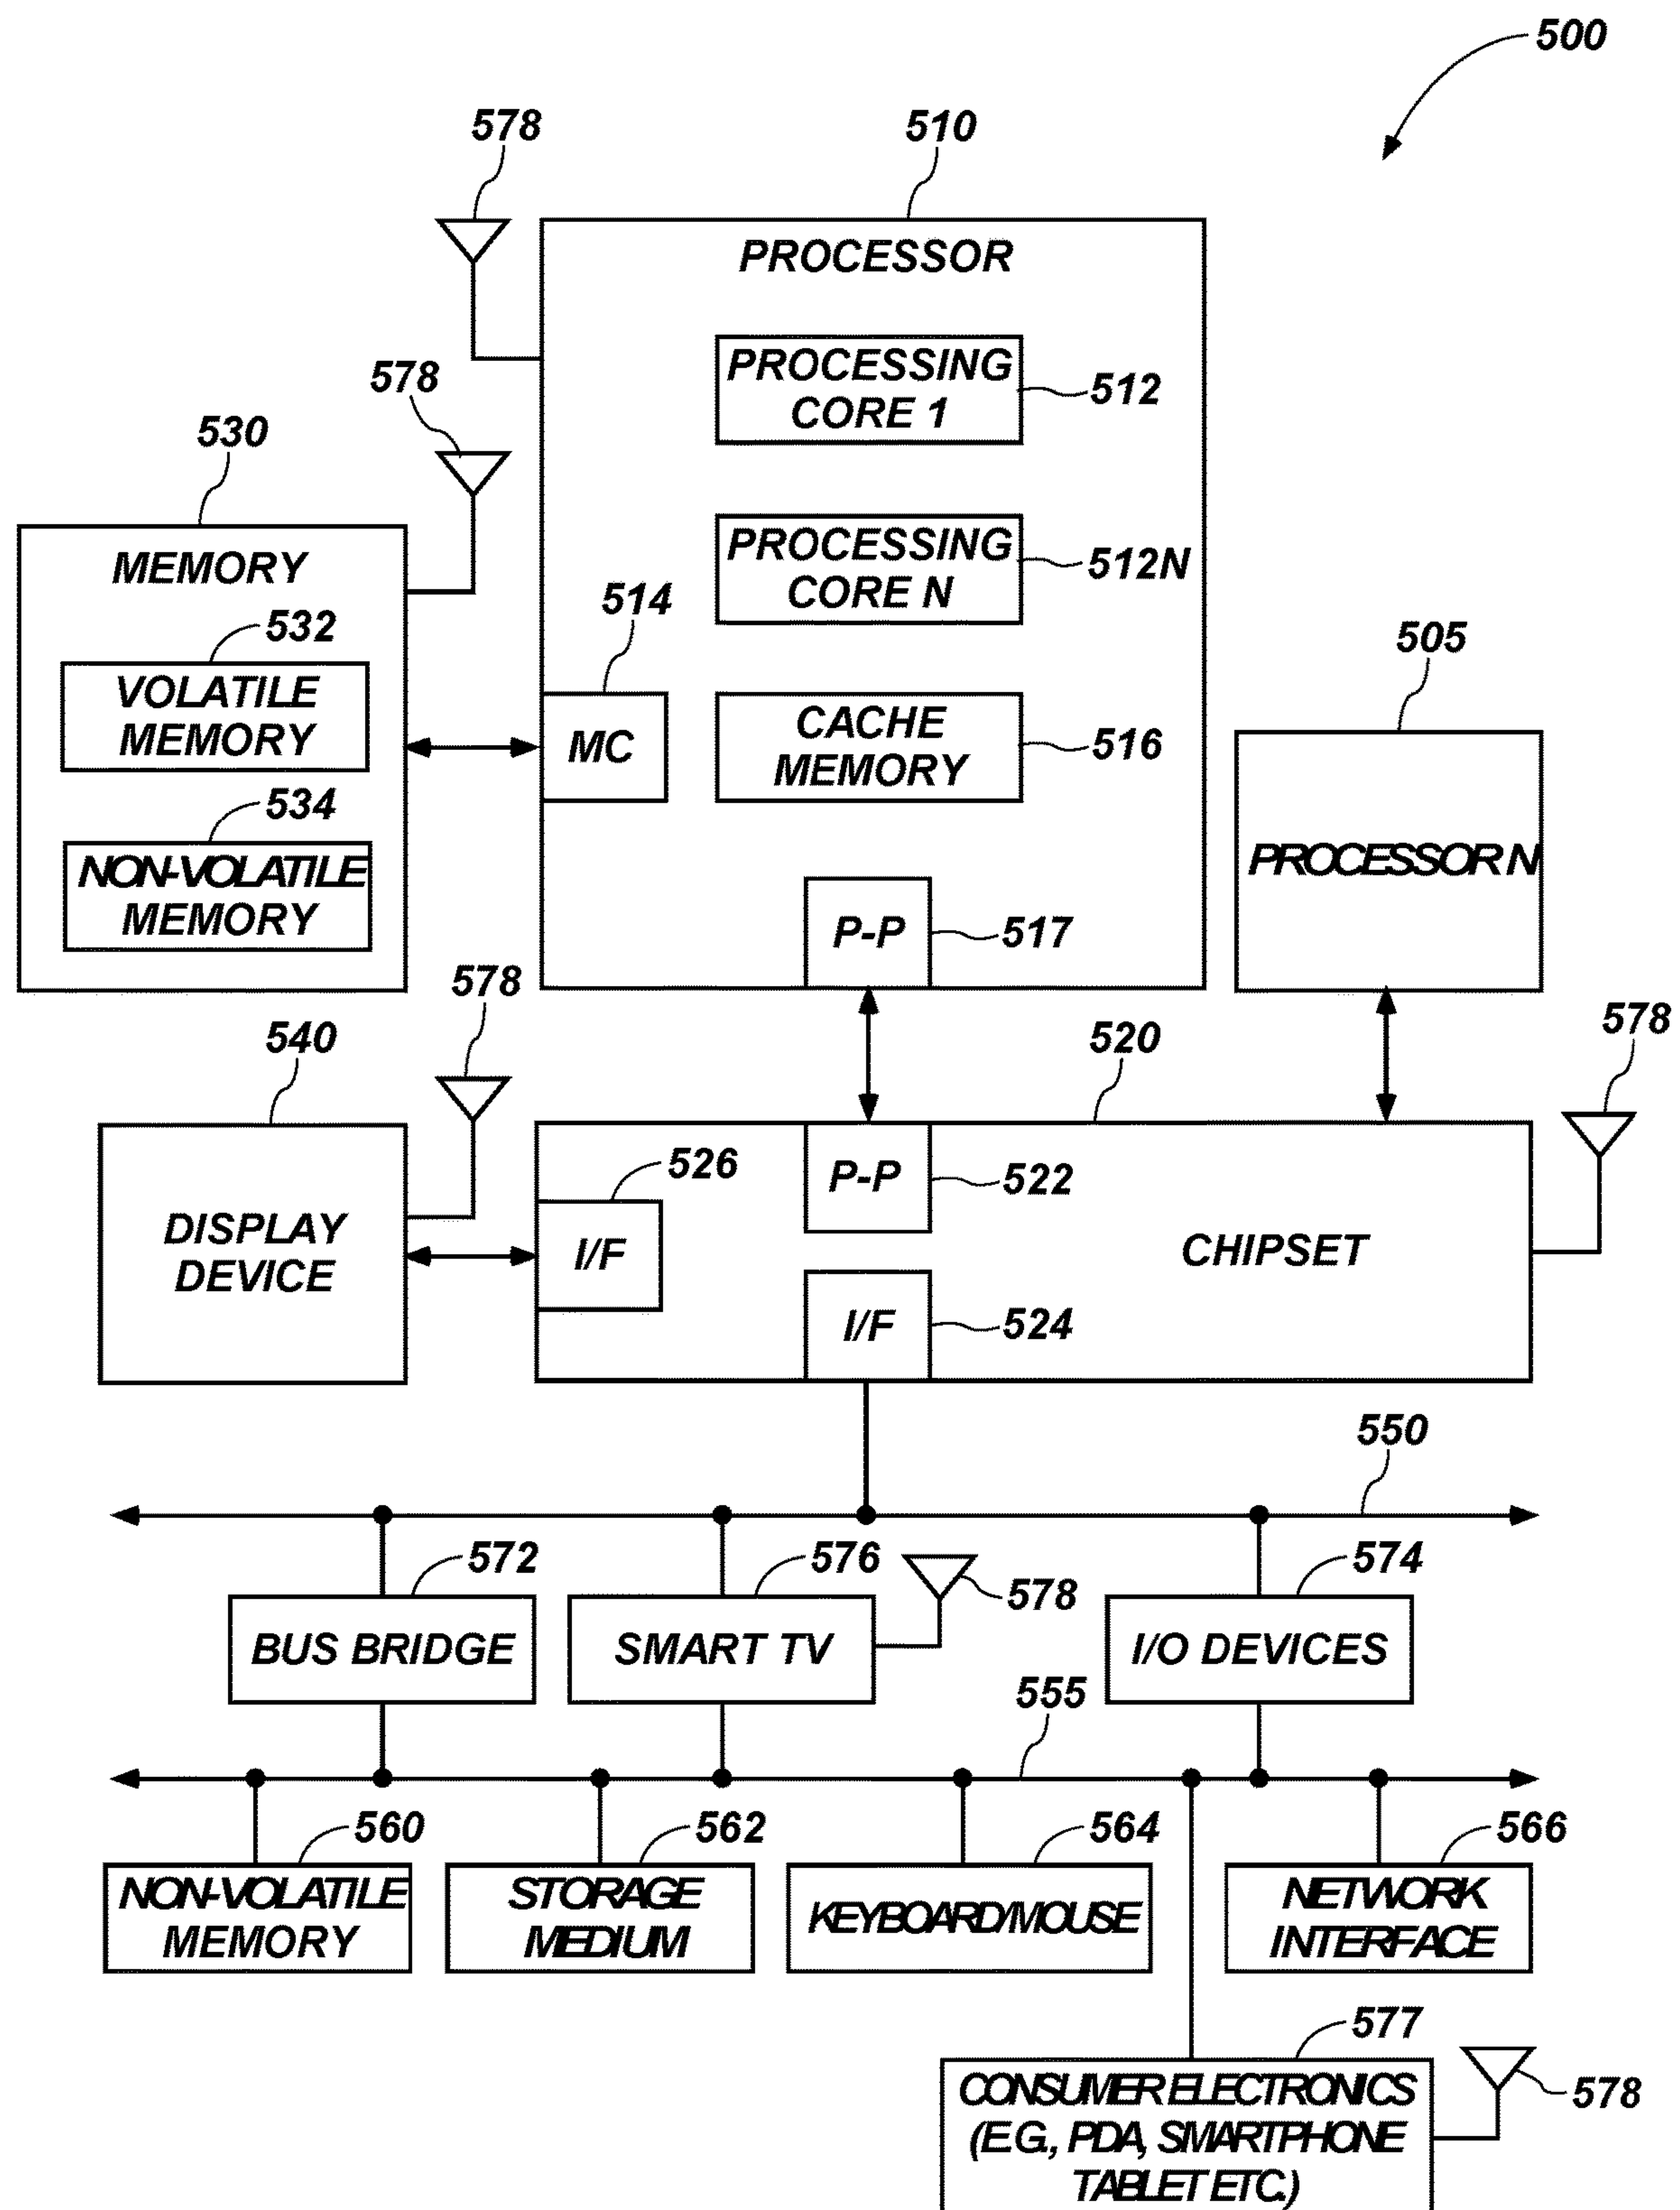 500
578
510
PROCESSOR
578
PROCESSING
CORE 1
512
530
MEMORY
PROCESSING
CORE N
512N
514
532
505
VOLATILE
MEMORY
MC
CACHE
MEMORY
516
534
NON-VOLATILE
MEMORY
PROCESSOR N
P-P
517
578
540
520
578
526
P-P
522
DISPLAY
DEVICE
I/F
CHIPSET
I/F
524
550
572
576
578
574
BUS BRIDGE
SMART TV
I/O DEVICES
555
560
562
564
566
NON-VOLATILE
MEMORY
STORAGE
MEDIUM
KEYBOARD/MOUSE
NETWORK
INTERFACE
577
CONSUMER ELECTRONICS
(E.G., PDA, SMARTPHONE
TABLET ETC.)
578